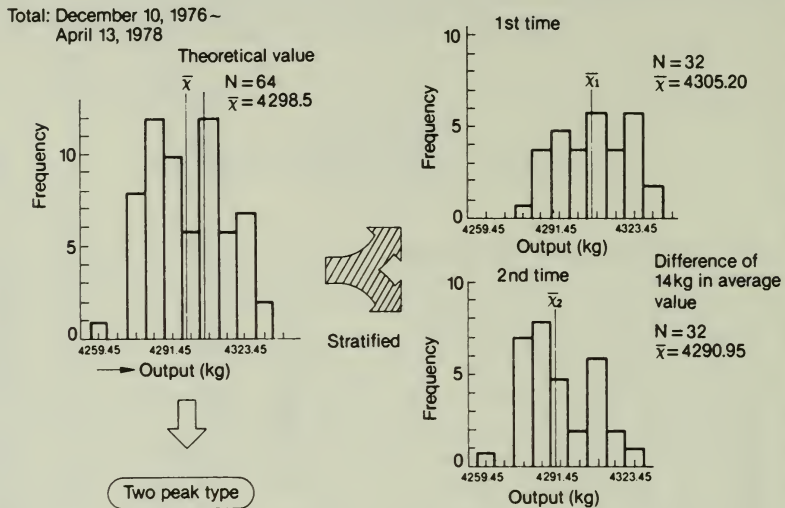 Total: December 10, 1976~
April 13, 1978
Theoretical value
χ̄
N=64
χ̄=4298.5
Frequency
10
5
0
4259.45 4291.45 4323.45
Output (kg)
Two peak type
Stratified
1st time
N=32
χ̄=4305.20
χ̄₁
Frequency
10
5
0
4259.45 4291.45 4323.45
Output (kg)
2nd time
Difference of
14kg in average
value
N=32
χ̄=4290.95
χ̄₂
Frequency
10
5
0
4259.45 4291.45 4323.45
Output (kg)